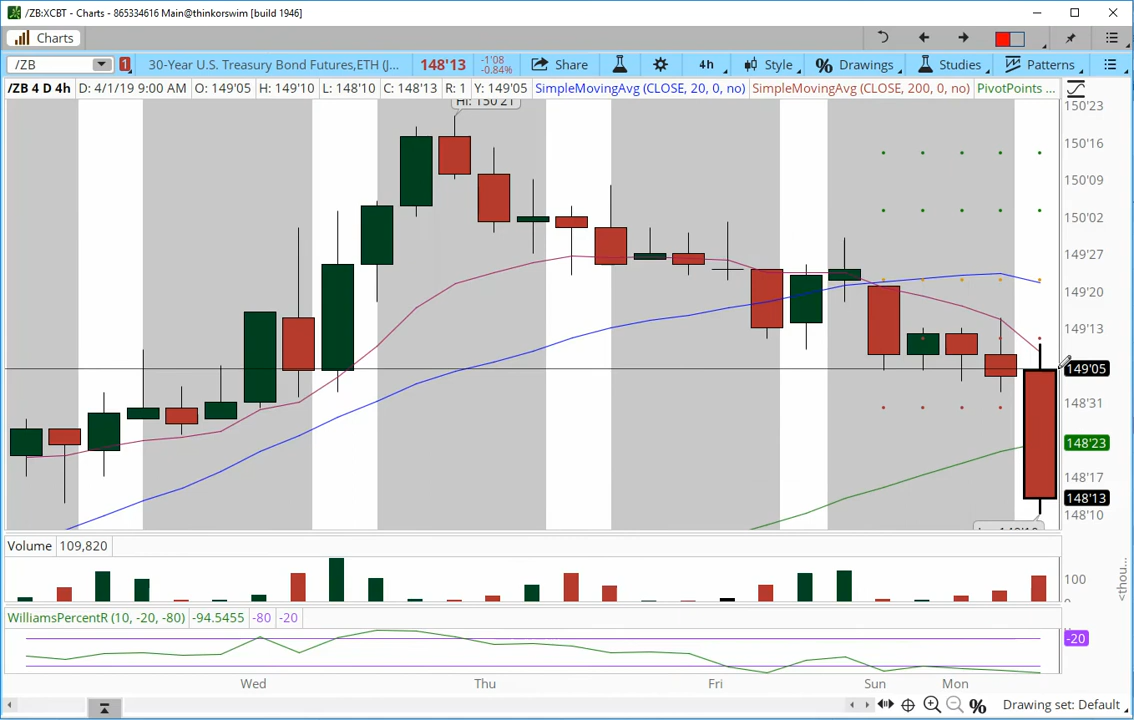 /ZB:XCBT - Charts - 865334616 Main@thinkorswim [build 1946]
Charts
/ZB 1 30-Year U.S. Treasury Bond Futures,ETH (J... 148'13 -1'08 -0.84% Share 4h Style Drawings Studies Patterns
/ZB 4 D 4h D: 4/1/19 9:00 AM O: 149'05 H: 149'10 L: 148'10 C: 148'13 R: 1 Y: 149'05 SimpleMovingAvg (CLOSE, 20, 0, no) SimpleMovingAvg (CLOSE, 200, 0, no) PivotPoints ...
Hi: 150'21
150'23
150'16
150'09
150'02
149'27
149'20
149'13
149'05
148'31
148'23
148'17
148'13
148'10
Volume 109,820
100
<thou...
WilliamsPercentR (10, -20, -80) -94.5455 -80 -20
-20
Wed Thu Fri Sun Mon
Drawing set: Default